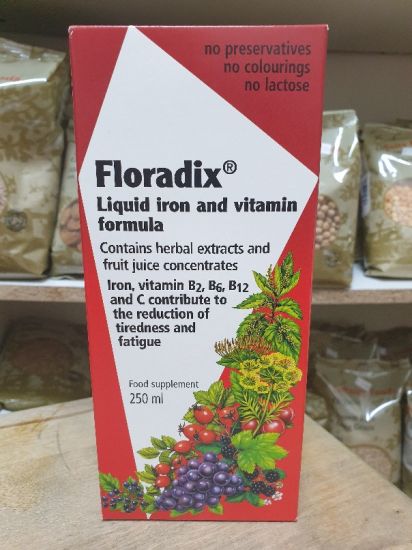 no preservatives
no colourings
no lactose
Floradix®
Liquid iron and vitamin
formula
Contains herbal extracts and
fruit juice concentrates
Iron, vitamin B2, B6, B12
and C contribute to
the reduction of
tiredness and
fatigue
Food supplement
250 ml